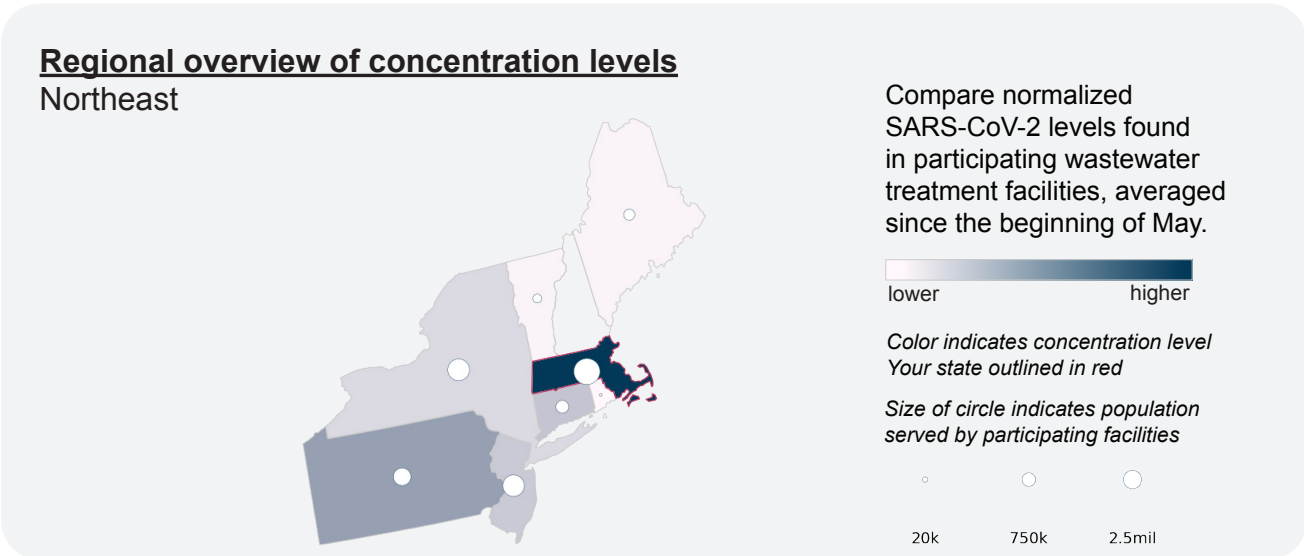 Regional overview of concentration levels
Northeast
Compare normalized
SARS-CoV-2 levels found
in participating wastewater
treatment facilities, averaged
since the beginning of May.
lower higher
Color indicates concentration level
Your state outlined in red
Size of circle indicates population
served by participating facilities
20k 750k 2.5mil